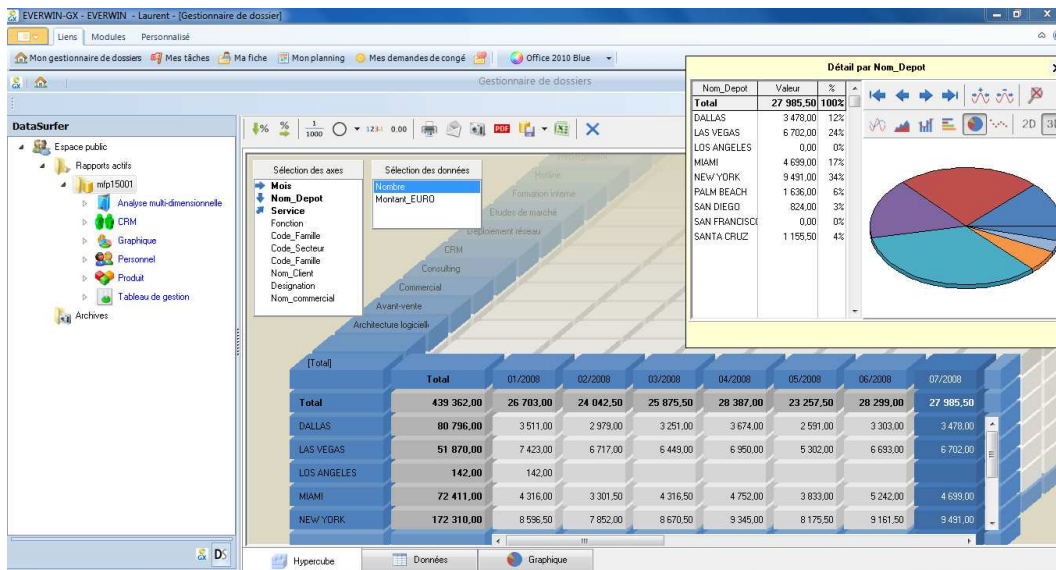 EVERWIN-GX - EVERWIN - Laurent - [Gestionnaire de dossier]
Liens Modules Personnalisé
Mon gestionnaire de dossiers Mes tâches Ma fiche Mon planning Mes demandes de congé Office 2010 Blue
Gestionnaire de dossiers
DataSurfer
Espace public
Rapports actifs
mfp15001
Analyse multi-dimensionnelle
CRM
Graphique
Personnel
Produit
Tableau de gestion
Archives
DS
% % 1/1000 0.00 PDF
Sélection des axes
Mois
Nom_Depot
Service
Fonction
Code_Famille
Code_Secteur
Code_Famille
Nom_Client
Designation
Nom_commercial
Sélection des données
Nombre
Montant_EURO
Hotline
Formation interne
Etudes de marché
Déploiement réseau
CRM
Consulting
Commercial
Avant-vente
Architecture logicielle
Détail par Nom_Depot
Nom_Depot Valeur %
Total 27 985,50 100%
DALLAS 3 478,00 12%
LAS VEGAS 6 702,00 24%
LOS ANGELES 0,00 0%
MIAMI 4 699,00 17%
NEW YORK 9 491,00 34%
PALM BEACH 1 636,00 6%
SAN DIEGO 824,00 3%
SAN FRANCISC 0,00 0%
SANTA CRUZ 1 155,50 4%
2D 3D
[Total]
Total 01/2008 02/2008 03/2008 04/2008 05/2008 06/2008 07/2008
Total 439 362,00 26 703,00 24 042,50 25 875,50 28 387,00 23 257,50 28 299,00 27 985,50
DALLAS 80 796,00 3 511,00 2 979,00 3 251,00 3 674,00 2 591,00 3 303,00 3 478,00
LAS VEGAS 51 870,00 7 423,00 6 717,00 6 449,00 6 950,00 5 302,00 6 693,00 6 702,00
LOS ANGELES 142,00 142,00
MIAMI 72 411,00 4 316,00 3 301,50 4 316,50 4 752,00 3 833,00 5 242,00 4 699,00
NEW YORK 172 310,00 8 596,50 7 852,00 8 670,50 9 345,00 8 175,50 9 161,50 9 491,00
Hypercube Données Graphique